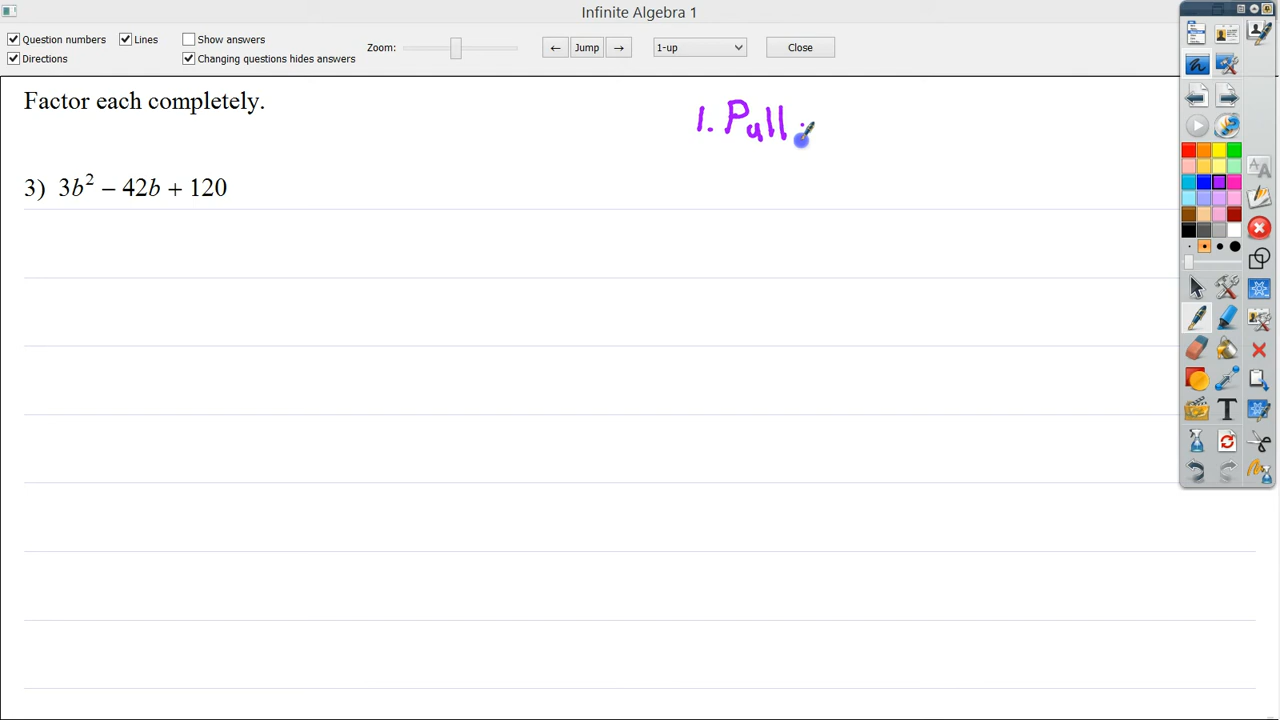 Infinite Algebra 1
Question numbers Lines Show answers
Directions Changing questions hides answers
Zoom: ← Jump → 1-up Close
Factor each completely.
1. Pull
3) 3b² − 42b + 120